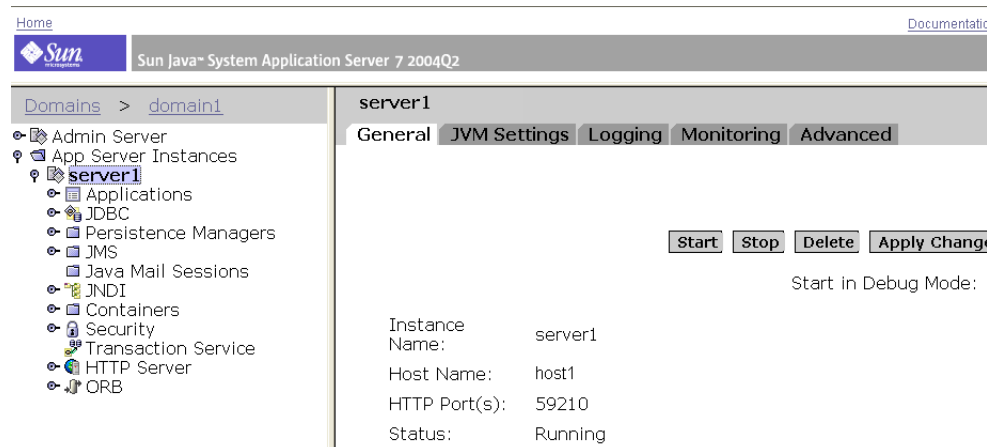 Home
Documentatio
Sun
microsystems
Sun Java™ System Application Server 7 2004Q2
Domains > domain1
Admin Server
App Server Instances
server1
Applications
JDBC
Persistence Managers
JMS
Java Mail Sessions
JNDI
Containers
Security
Transaction Service
HTTP Server
ORB
server1
General JVM Settings Logging Monitoring Advanced
Start Stop Delete Apply Change
Start in Debug Mode:
Instance
Name:
server1
Host Name: host1
HTTP Port(s): 59210
Status: Running